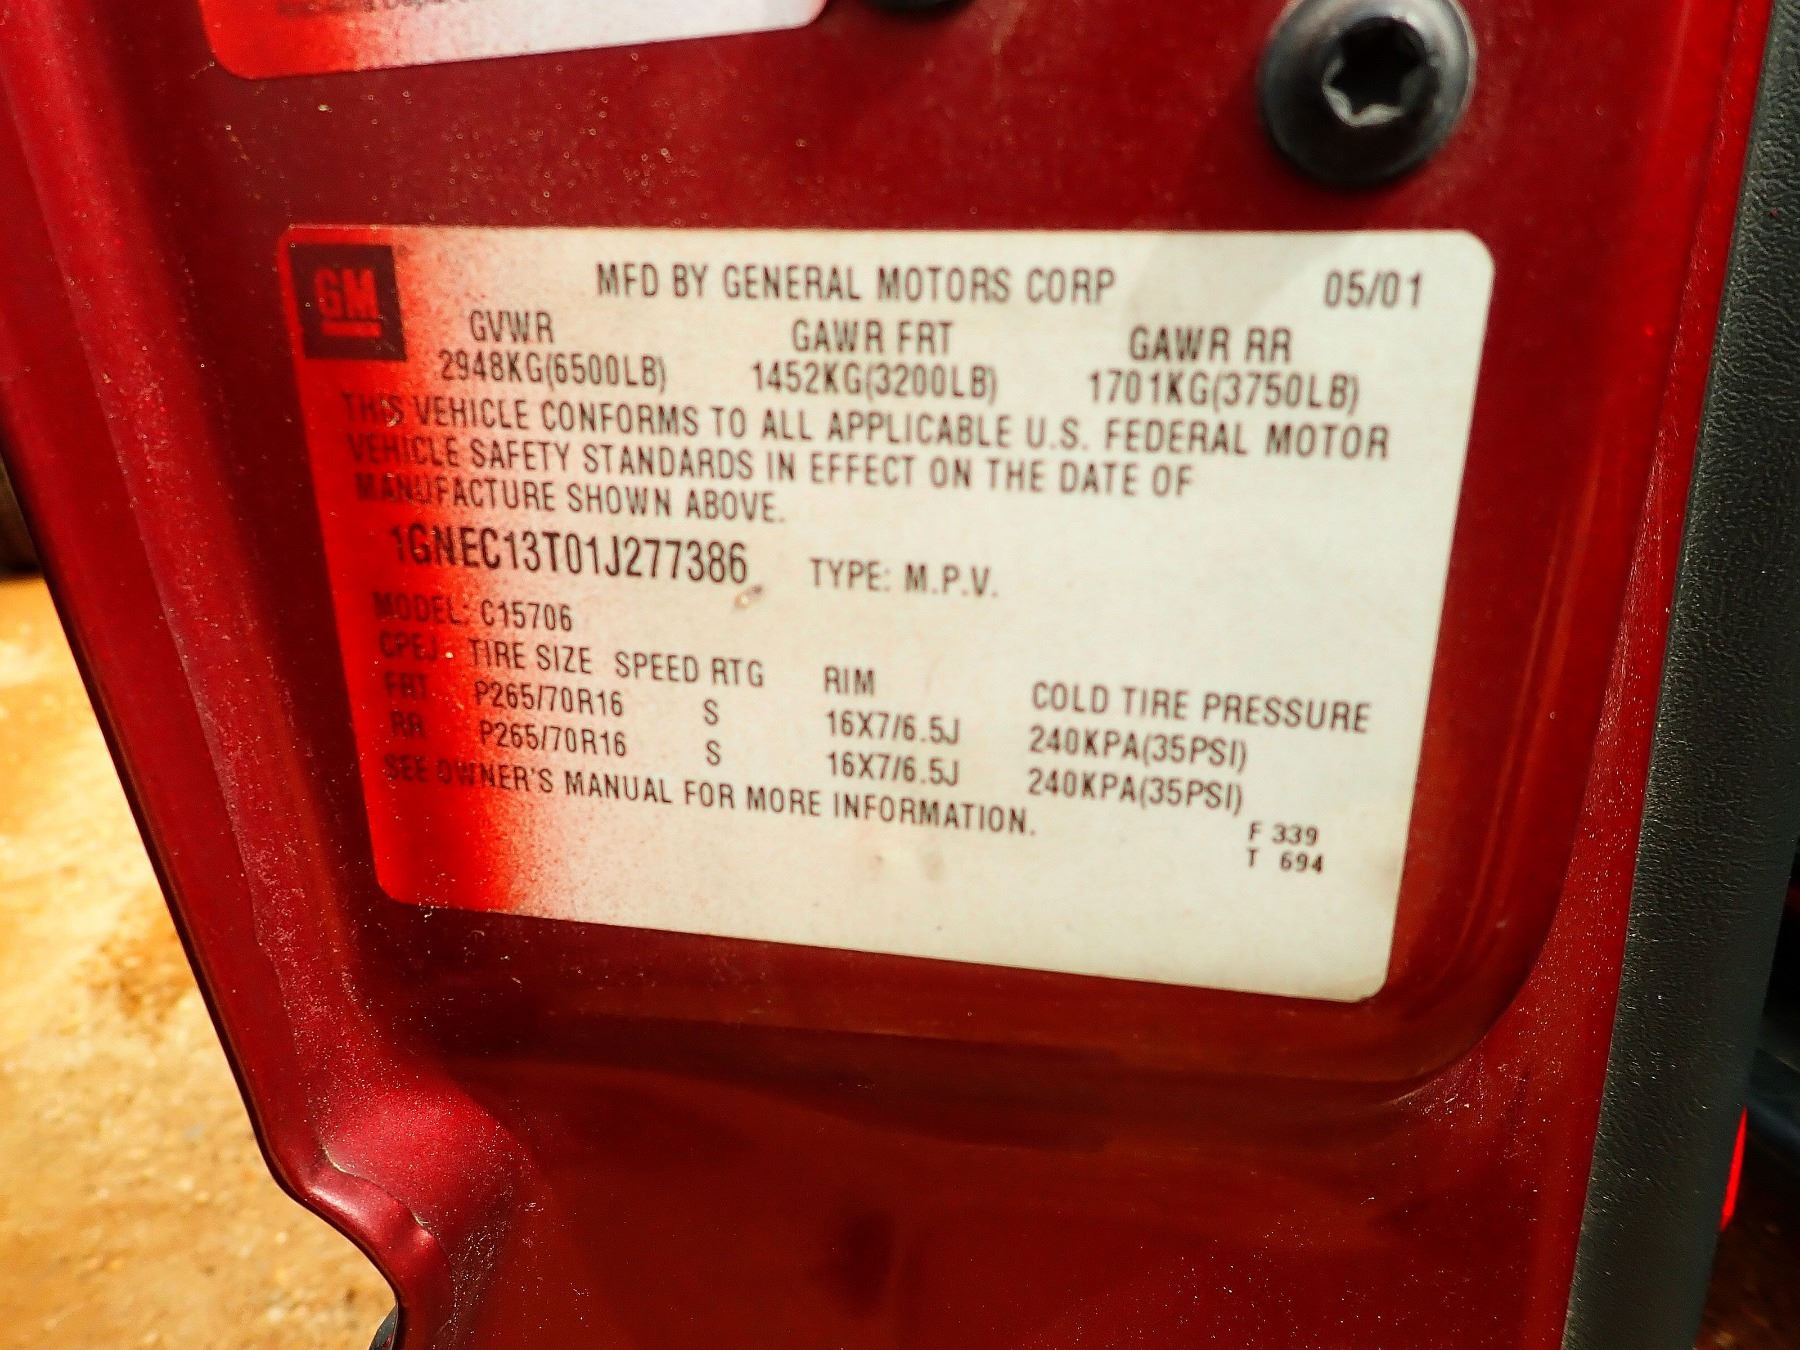 GM
MFD BY GENERAL MOTORS CORP 05/01
GVWR GAWR FRT GAWR RR
2948KG(6500LB) 1452KG(3200LB) 1701KG(3750LB)
THIS VEHICLE CONFORMS TO ALL APPLICABLE U.S. FEDERAL MOTOR
VEHICLE SAFETY STANDARDS IN EFFECT ON THE DATE OF
MANUFACTURE SHOWN ABOVE.
1GNEC13T01J277386 TYPE: M.P.V.
MODEL: C15706
CPEJ TIRE SIZE SPEED RTG RIM COLD TIRE PRESSURE
FRT P265/70R16 S 16X7/6.5J 240KPA(35PSI)
RR P265/70R16 S 16X7/6.5J 240KPA(35PSI)
SEE OWNER'S MANUAL FOR MORE INFORMATION.
F 339
T 694